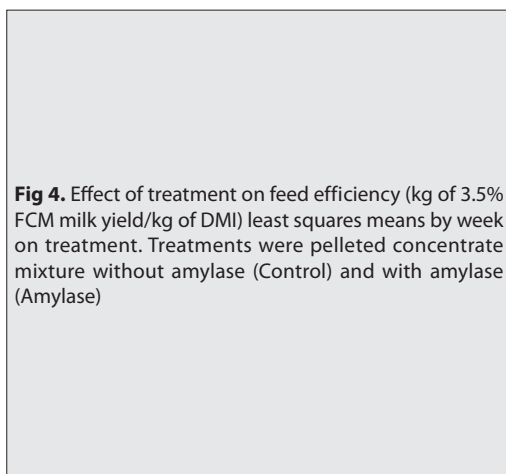 Fig 4. Effect of treatment on feed efficiency (kg of 3.5%
FCM milk yield/kg of DMI) least squares means by week
on treatment. Treatments were pelleted concentrate
mixture without amylase (Control) and with amylase
(Amylase)